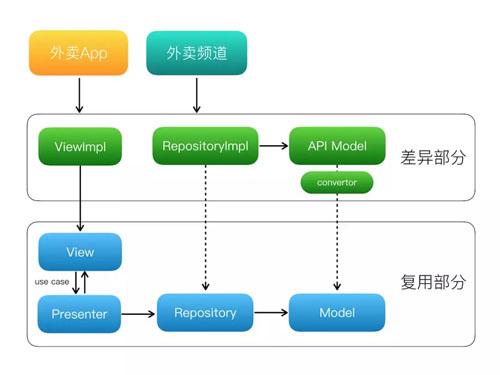 外卖App
外卖频道
ViewImpl
RepositoryImpl
API Model
差异部分
convertor
View
use case
复用部分
Presenter
Repository
Model